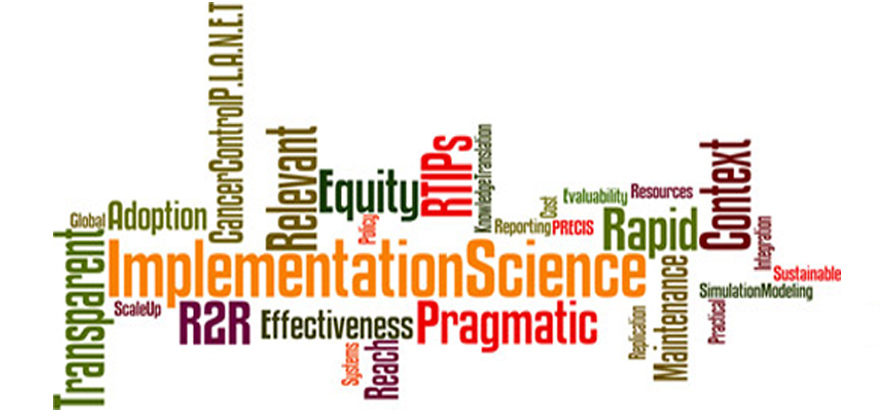 CancerControlP.L.A.N.E.T
Relevant
Equity
RTIPs
KnowledgeTranslation
Evaluability
Resources
Context
Global
Adoption
Policy
Reporting
Cost
PRECIS
Rapid
Integration
Transparent
ImplementationScience
Sustainable
SimulationModeling
ScaleUp
R2R
Effectiveness
Pragmatic
Replication
Maintenance
Practical
Systems
Reach